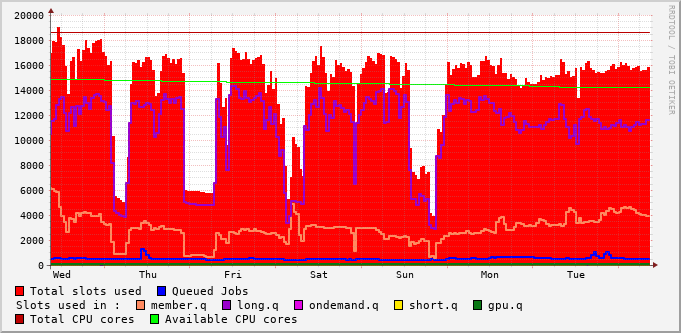 20000
18000
16000
14000
12000
10000
8000
6000
4000
2000
0
Wed Thu Fri Sat Sun Mon Tue
RRDTOOL / TOBI OETIKER
Total slots used Queued Jobs
Slots used in : member.q long.q ondemand.q short.q gpu.q
Total CPU cores Available CPU cores